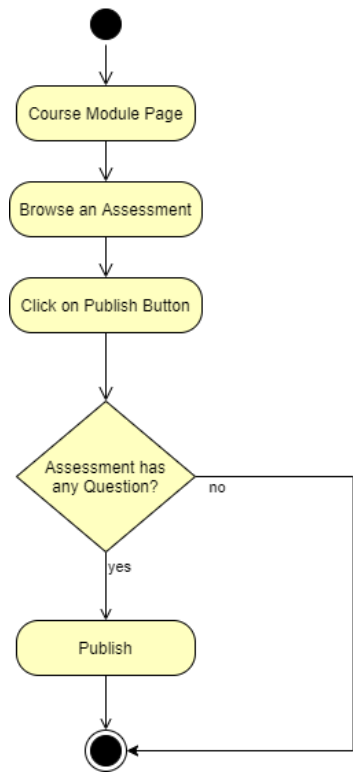 Course Module Page
Browse an Assessment
Click on Publish Button
Assessment has
any Question?
no
yes
Publish